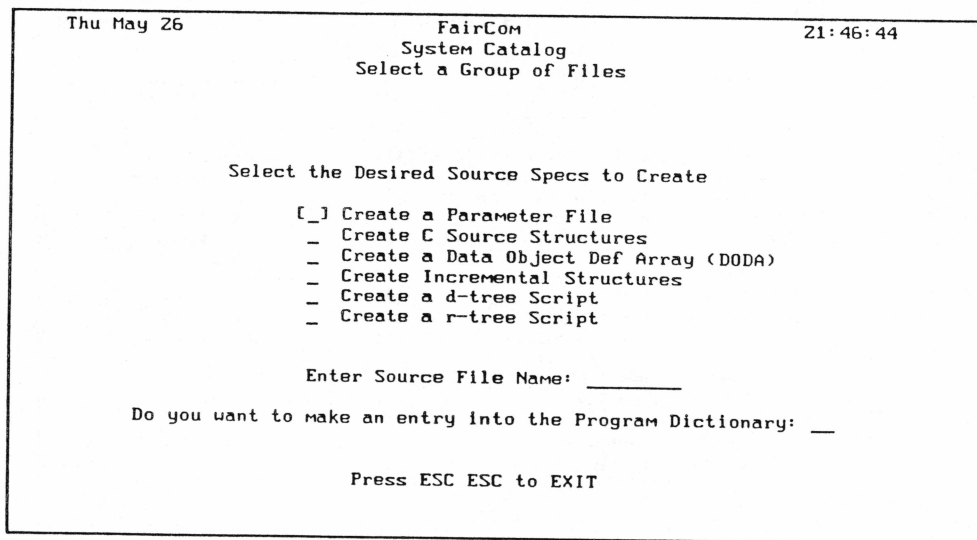 Thu May 26 FairCom 21:46:44
System Catalog
Select a Group of Files
Select the Desired Source Specs to Create
[_] Create a Parameter File
_ Create C Source Structures
_ Create a Data Object Def Array (DODA)
_ Create Incremental Structures
_ Create a d-tree Script
_ Create a r-tree Script
Enter Source File Name: ________
Do you want to make an entry into the Program Dictionary: __
Press ESC ESC to EXIT